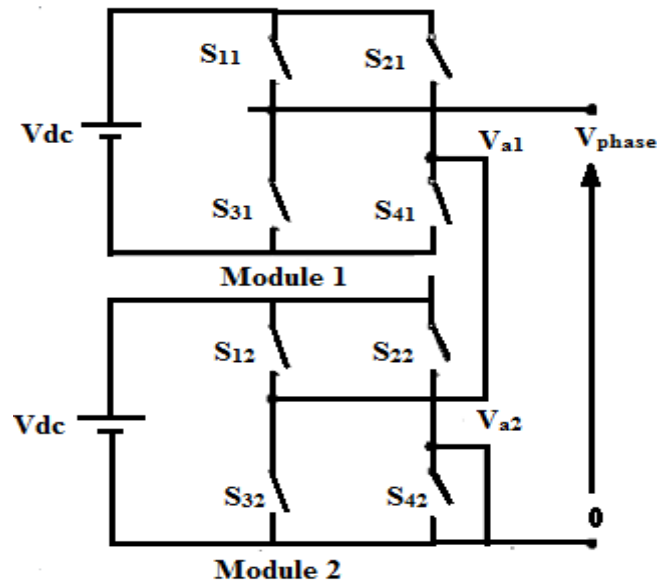 S11
S21
Vdc
Va1
Vphase
S31
S41
Module 1
S12
S22
Vdc
Va2
S32
S42
0
Module 2